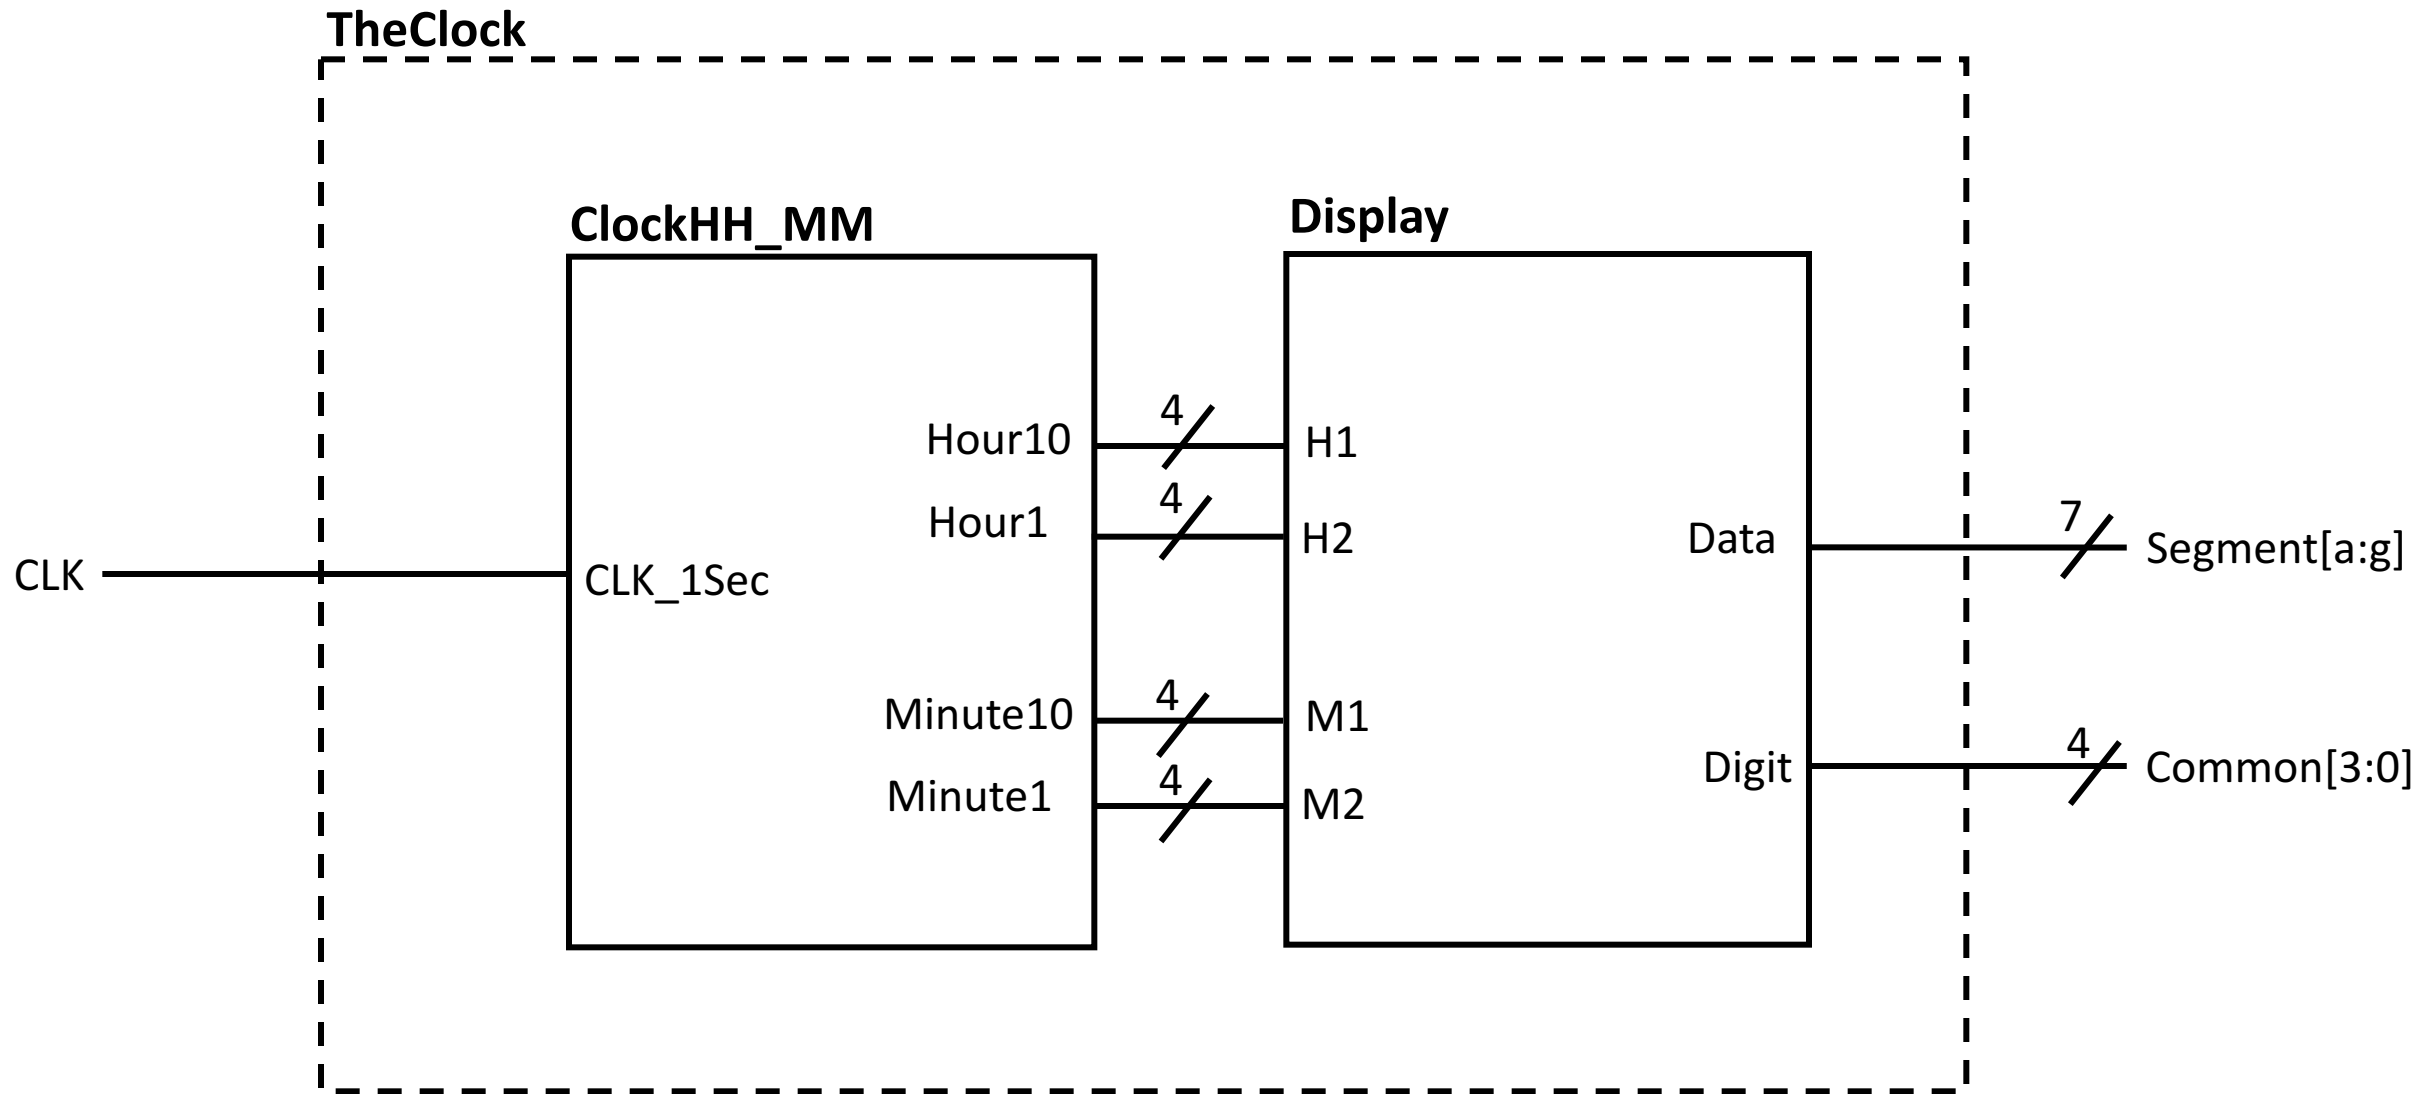 TheClock
ClockHH_MM
Display
4
Hour10
H1
4
Hour1
H2
7
Data
Segment[a:g]
CLK
CLK_1Sec
4
Minute10
M1
4
Digit
Common[3:0]
4
Minute1
M2